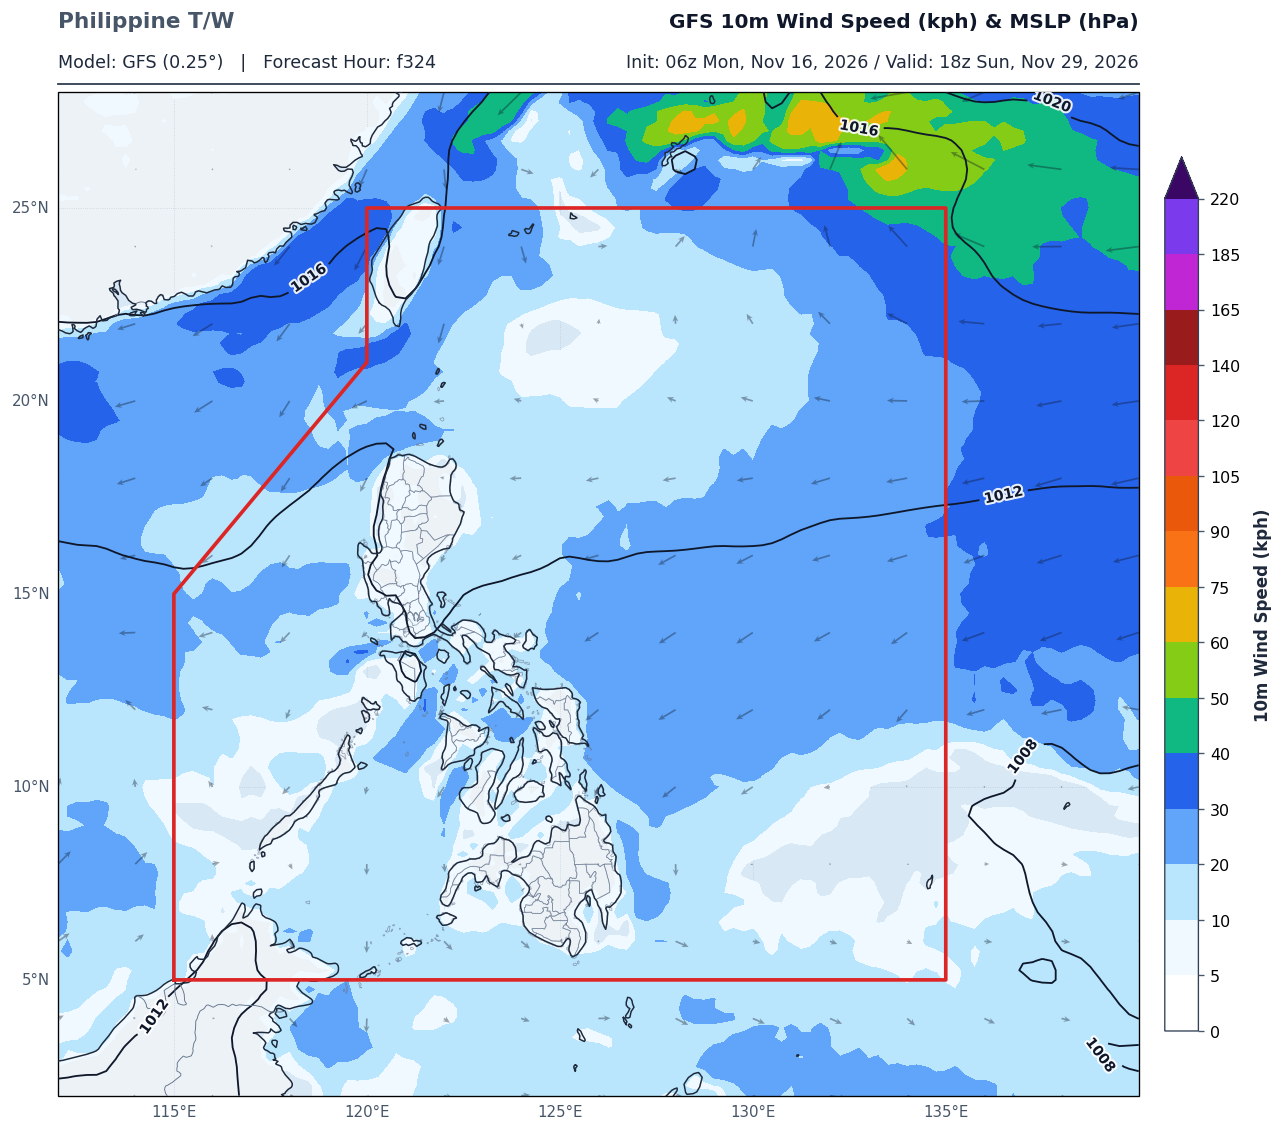 Philippine T/W
GFS 10m Wind Speed (kph) & MSLP (hPa)
Model: GFS (0.25°)   |   Forecast Hour: f324
Init: 06z Mon, Nov 16, 2026 / Valid: 18z Sun, Nov 29, 2026
1020
1016
1016
1012
1008
1012
1008
25°N
20°N
15°N
10°N
5°N
115°E
120°E
125°E
130°E
135°E
220
185
165
140
120
105
90
75
60
50
40
30
20
10
5
0
10m Wind Speed (kph)